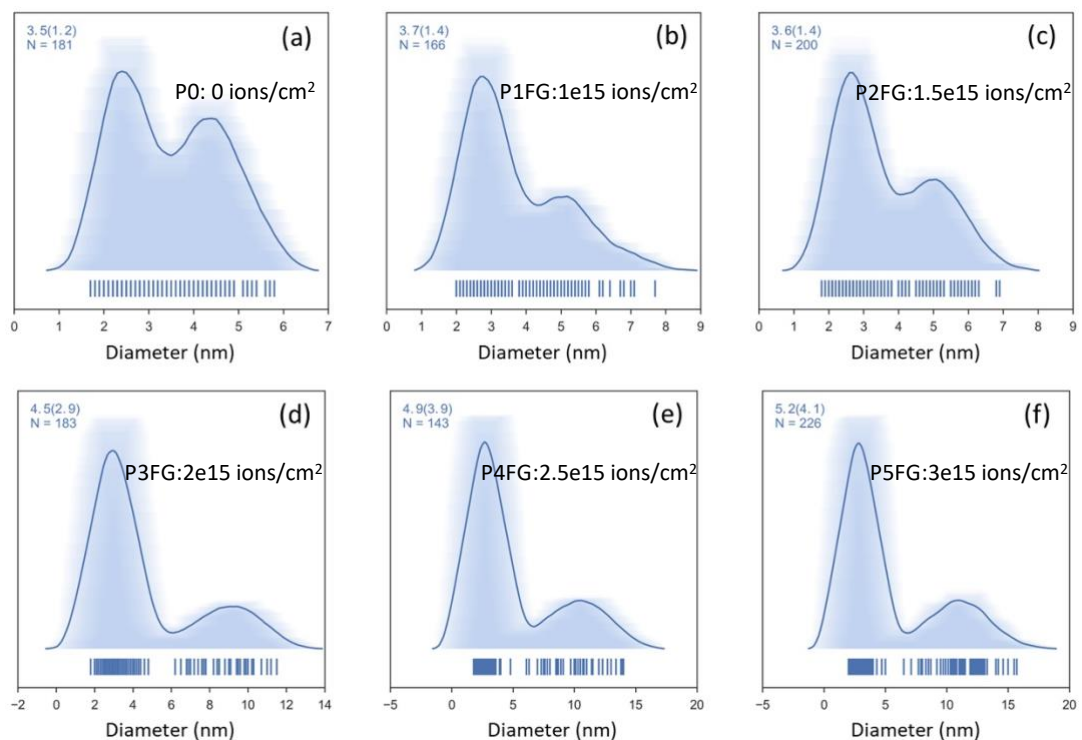 3.5(1.2)
N = 181
(a)
P0: 0 ions/cm²
0 1 2 3 4 5 6 7
Diameter (nm)
3.7(1.4)
N = 166
(b)
P1FG:1e15 ions/cm²
0 1 2 3 4 5 6 7 8 9
Diameter (nm)
3.6(1.4)
N = 200
(c)
P2FG:1.5e15 ions/cm²
0 1 2 3 4 5 6 7 8 9
Diameter (nm)
4.5(2.9)
N = 183
(d)
P3FG:2e15 ions/cm²
−2 0 2 4 6 8 10 12 14
Diameter (nm)
4.9(3.9)
N = 143
(e)
P4FG:2.5e15 ions/cm²
−5 0 5 10 15 20
Diameter (nm)
5.2(4.1)
N = 226
(f)
P5FG:3e15 ions/cm²
−5 0 5 10 15 20
Diameter (nm)